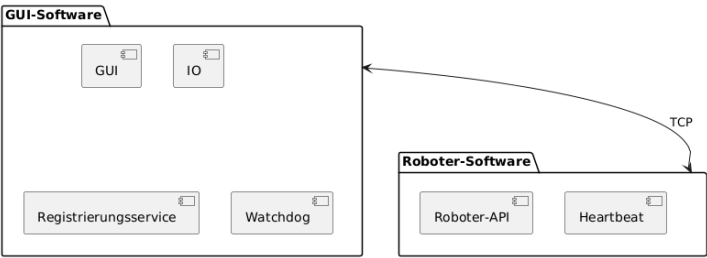 GUI-Software
GUI
IO
TCP
Roboter-Software
Registrierungsservice
Watchdog
Roboter-API
Heartbeat